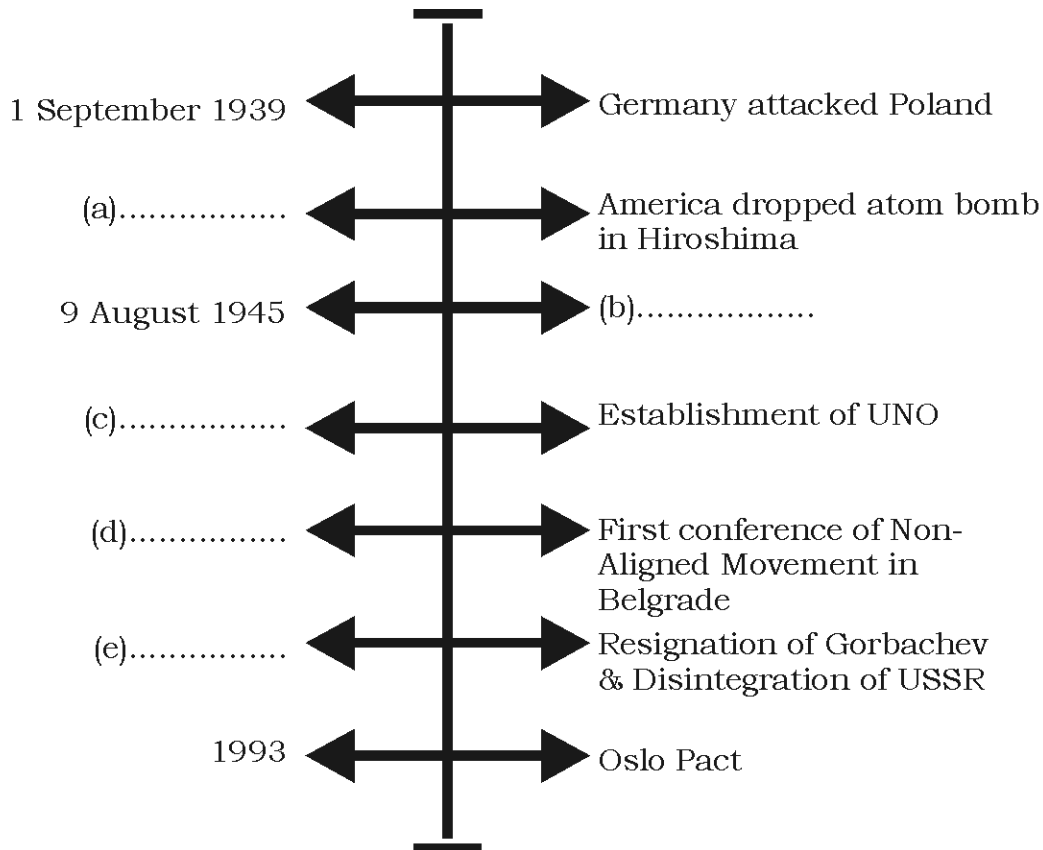 1 September 1939
Germany attacked Poland
(a).................
America dropped atom bomb
in Hiroshima
9 August 1945
(b)..................
(c).................
Establishment of UNO
(d)................
First conference of Non-
Aligned Movement in
Belgrade
(e)................
Resignation of Gorbachev
& Disintegration of USSR
1993
Oslo Pact